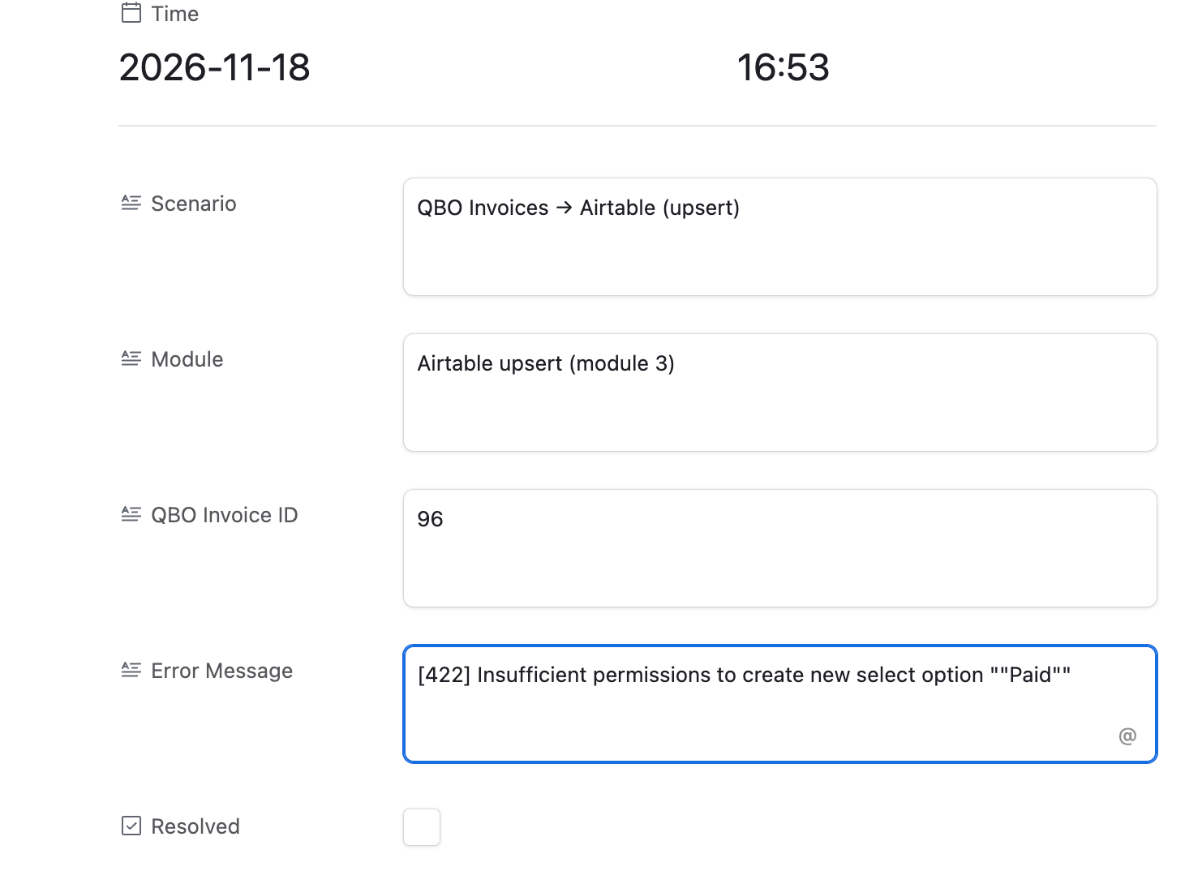 Time
2026-11-18 16:53
Scenario
QBO Invoices → Airtable (upsert)
Module
Airtable upsert (module 3)
QBO Invoice ID
96
Error Message
[422] Insufficient permissions to create new select option ""Paid""
@
Resolved